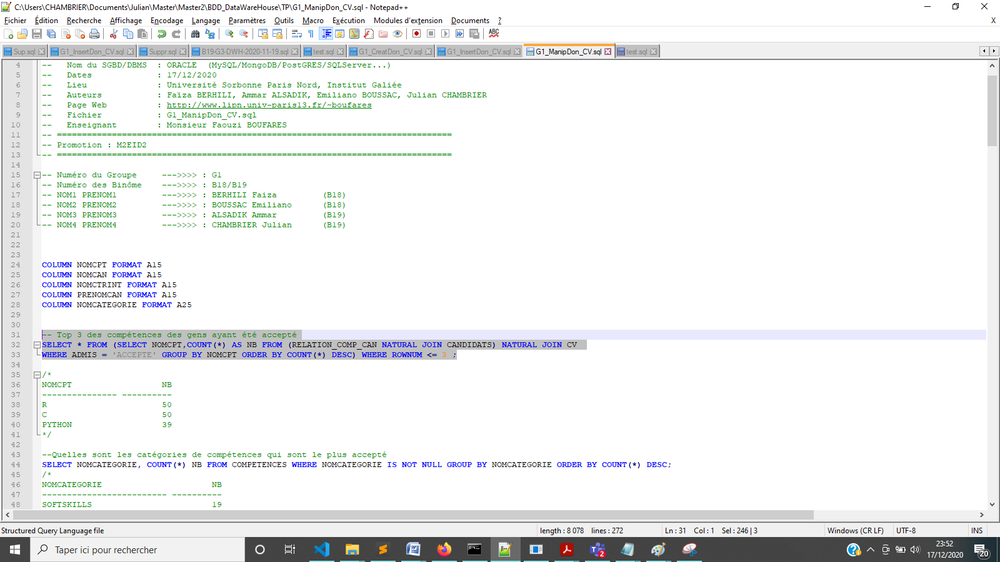 C:\Users\CHAMBRIER\Documents\Julian\Master\Master2\BDD_DataWareHouse\TP\G1_ManipDon_CV.sql - Notepad++
Fichier Édition Recherche Affichage Encodage Langage Paramètres Outils Macro Exécution Modules d'extension Documents ? X
Sup.sql G1_InsertDon_CV.sql Suppr.sql B19-G3-DWH-2020-11-19.sql test.sql G1_CreatDon_CV.sql G1_InsertDon_CV.sql G1_ManipDon_CV.sql test.sql
4 -- Nom du SGBD/DBMS : ORACLE (MySQL/MongoDB/PostGRES/SQLServer...)
5 -- Dates : 17/12/2020
6 -- Lieu : Université Sorbonne Paris Nord, Institut Galiée
7 -- Auteurs : Faïza BERHILI, Ammar ALSADIK, Emiliano BOUSSAC, Julian CHAMBRIER
8 -- Page Web : http://www.lipn.univ-paris13.fr/~boufares
9 -- Fichier : G1_ManipDon_CV.sql
10 -- Enseignant : Monsieur Faouzi BOUFARES
11 -- ===============================================================================
12 -- Promotion : M2EID2
13 -- ===============================================================================
14
15 -- Numéro du Groupe --->>>> : G1
16 -- Numéro des Binôme --->>>> : B18/B19
17 -- NOM1 PRENOM1 --->>>> : BERHILI Faiza (B18)
18 -- NOM2 PRENOM2 --->>>> : BOUSSAC Emiliano (B18)
19 -- NOM3 PRENOM3 --->>>> : ALSADIK Ammar (B19)
20 -- NOM4 PRENOM4 --->>>> : CHAMBRIER Julian (B19)
21
22
23
24 COLUMN NOMCPT FORMAT A15
25 COLUMN NOMCAN FORMAT A15
26 COLUMN NOMCTRINT FORMAT A15
27 COLUMN PRENOMCAN FORMAT A15
28 COLUMN NOMCATEGORIE FORMAT A25
29
30
31 -- Top 3 des compétences des gens ayant été accepté
32 SELECT * FROM (SELECT NOMCPT,COUNT(*) AS NB FROM (RELATION_COMP_CAN NATURAL JOIN CANDIDATS) NATURAL JOIN CV
33 WHERE ADMIS = 'ACCEPTE' GROUP BY NOMCPT ORDER BY COUNT(*) DESC) WHERE ROWNUM <= 3 ;
34
35 /*
36 NOMCPT NB
37 --------------- ----------
38 R 50
39 C 50
40 PYTHON 39
41 */
42
43 --Quelles sont les catégories de compétences qui sont le plus accepté
44 SELECT NOMCATEGORIE, COUNT(*) NB FROM COMPETENCES WHERE NOMCATEGORIE IS NOT NULL GROUP BY NOMCATEGORIE ORDER BY COUNT(*) DESC;
45 /*
46 NOMCATEGORIE NB
47 ------------------------- ----------
48 SOFTSKILLS 19
Structured Query Language file length : 8 078 lines : 272 Ln : 31 Col : 1 Sel : 246 | 3 Windows (CR LF) UTF-8 INS
Taper ici pour rechercher
2
23:52
17/12/2020
20